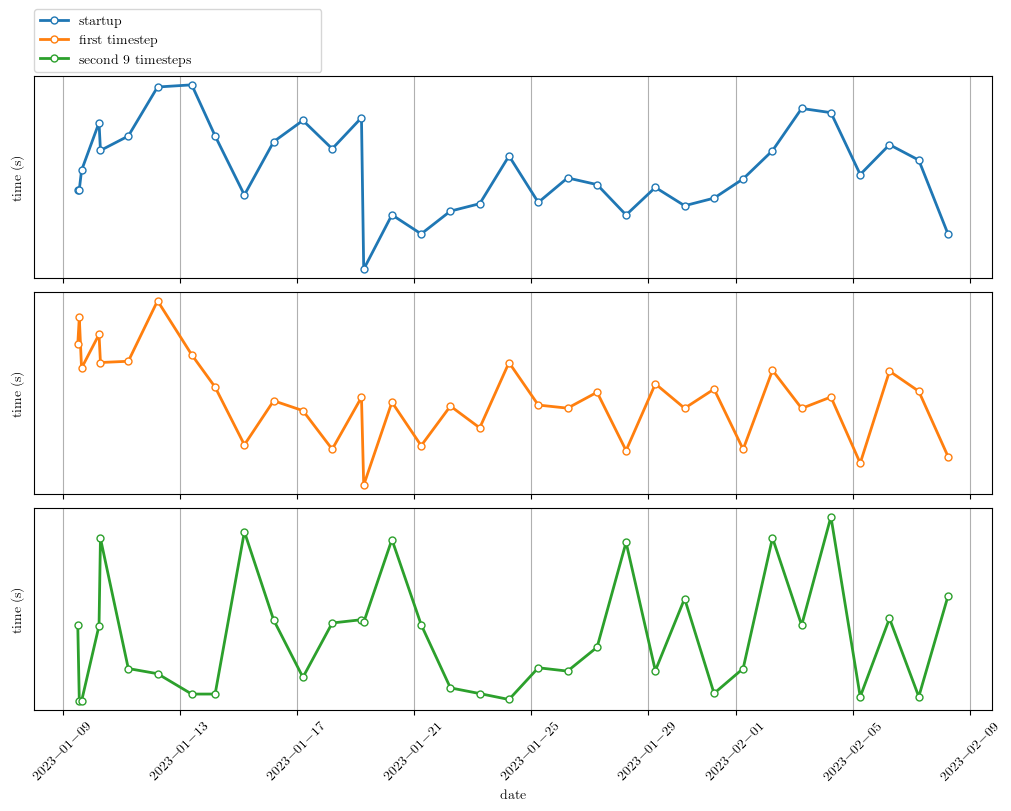 startup
first timestep
second 9 timesteps
time (s)
time (s)
time (s)
2023−01−09
2023−01−13
2023−01−17
2023−01−21
2023−01−25
2023−01−29
2023−02−01
2023−02−05
2023−02−09
date